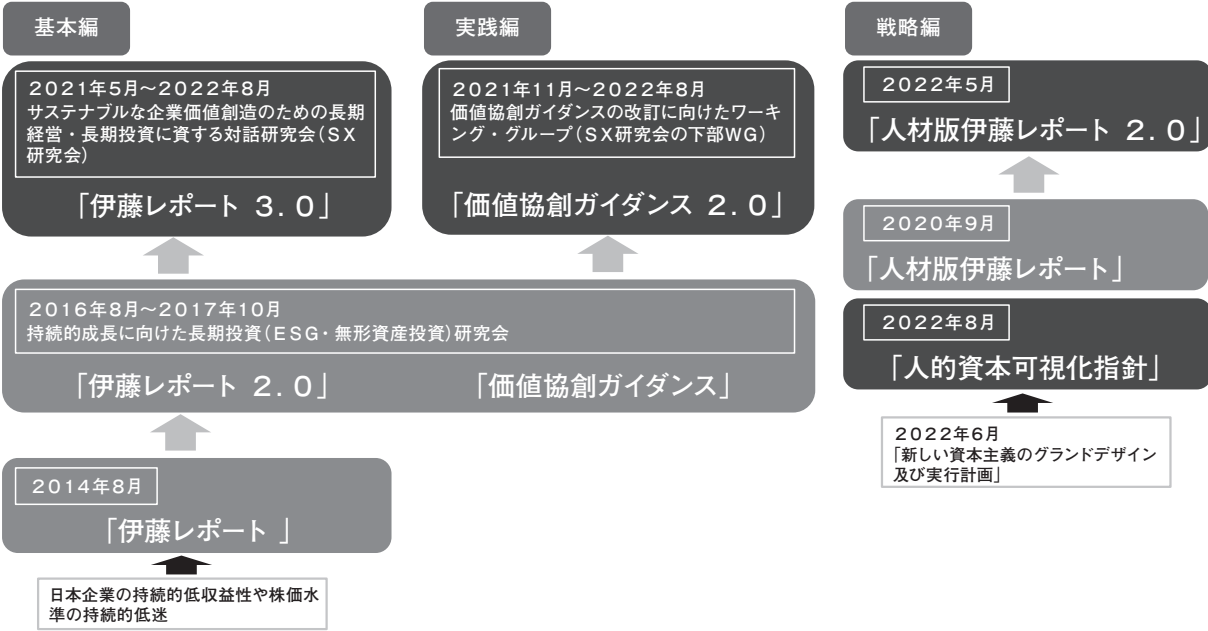 基本編
2021年5月～2022年8月
サステナブルな企業価値創造のための長期
経営・長期投資に資する対話研究会（SX
研究会）
「伊藤レポート 3.0」
2016年8月～2017年10月
持続的成長に向けた長期投資（ESG・無形資産投資）研究会
「伊藤レポート 2.0」
「価値協創ガイダンス」
2014年8月
「伊藤レポート 」
日本企業の持続的低収益性や株価水
準の持続的低迷
実践編
2021年11月～2022年8月
価値協創ガイダンスの改訂に向けたワーキ
ング・グループ（SX研究会の下部WG）
「価値協創ガイダンス 2.0」
戦略編
2022年5月
「人材版伊藤レポート 2.0」
2020年9月
「人材版伊藤レポート」
2022年8月
「人的資本可視化指針」
2022年6月
「新しい資本主義のグランドデザイン
及び実行計画」